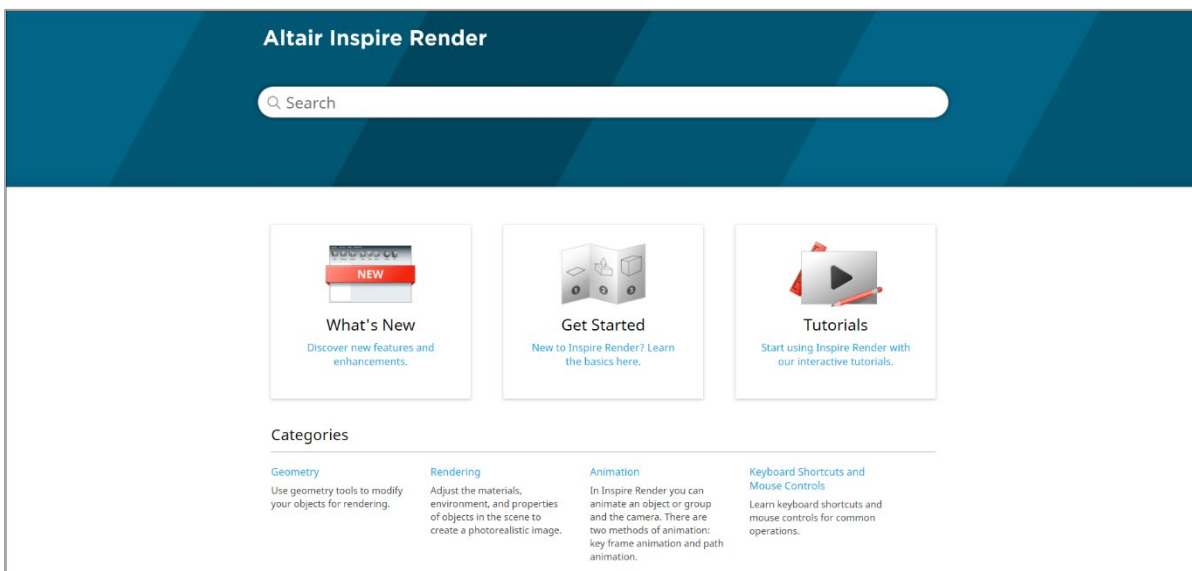 Altair Inspire Render
Search
NEW
What's New
Discover new features and
enhancements.
1 2 3
Get Started
New to Inspire Render? Learn
the basics here.
Tutorials
Start using Inspire Render with
our interactive tutorials.
Categories
Geometry
Use geometry tools to modify
your objects for rendering.
Rendering
Adjust the materials,
environment, and properties
of objects in the scene to
create a photorealistic image.
Animation
In Inspire Render you can
animate an object or group
and the camera. There are
two methods of animation:
key frame animation and path
animation.
Keyboard Shortcuts and
Mouse Controls
Learn keyboard shortcuts and
mouse controls for common
operations.